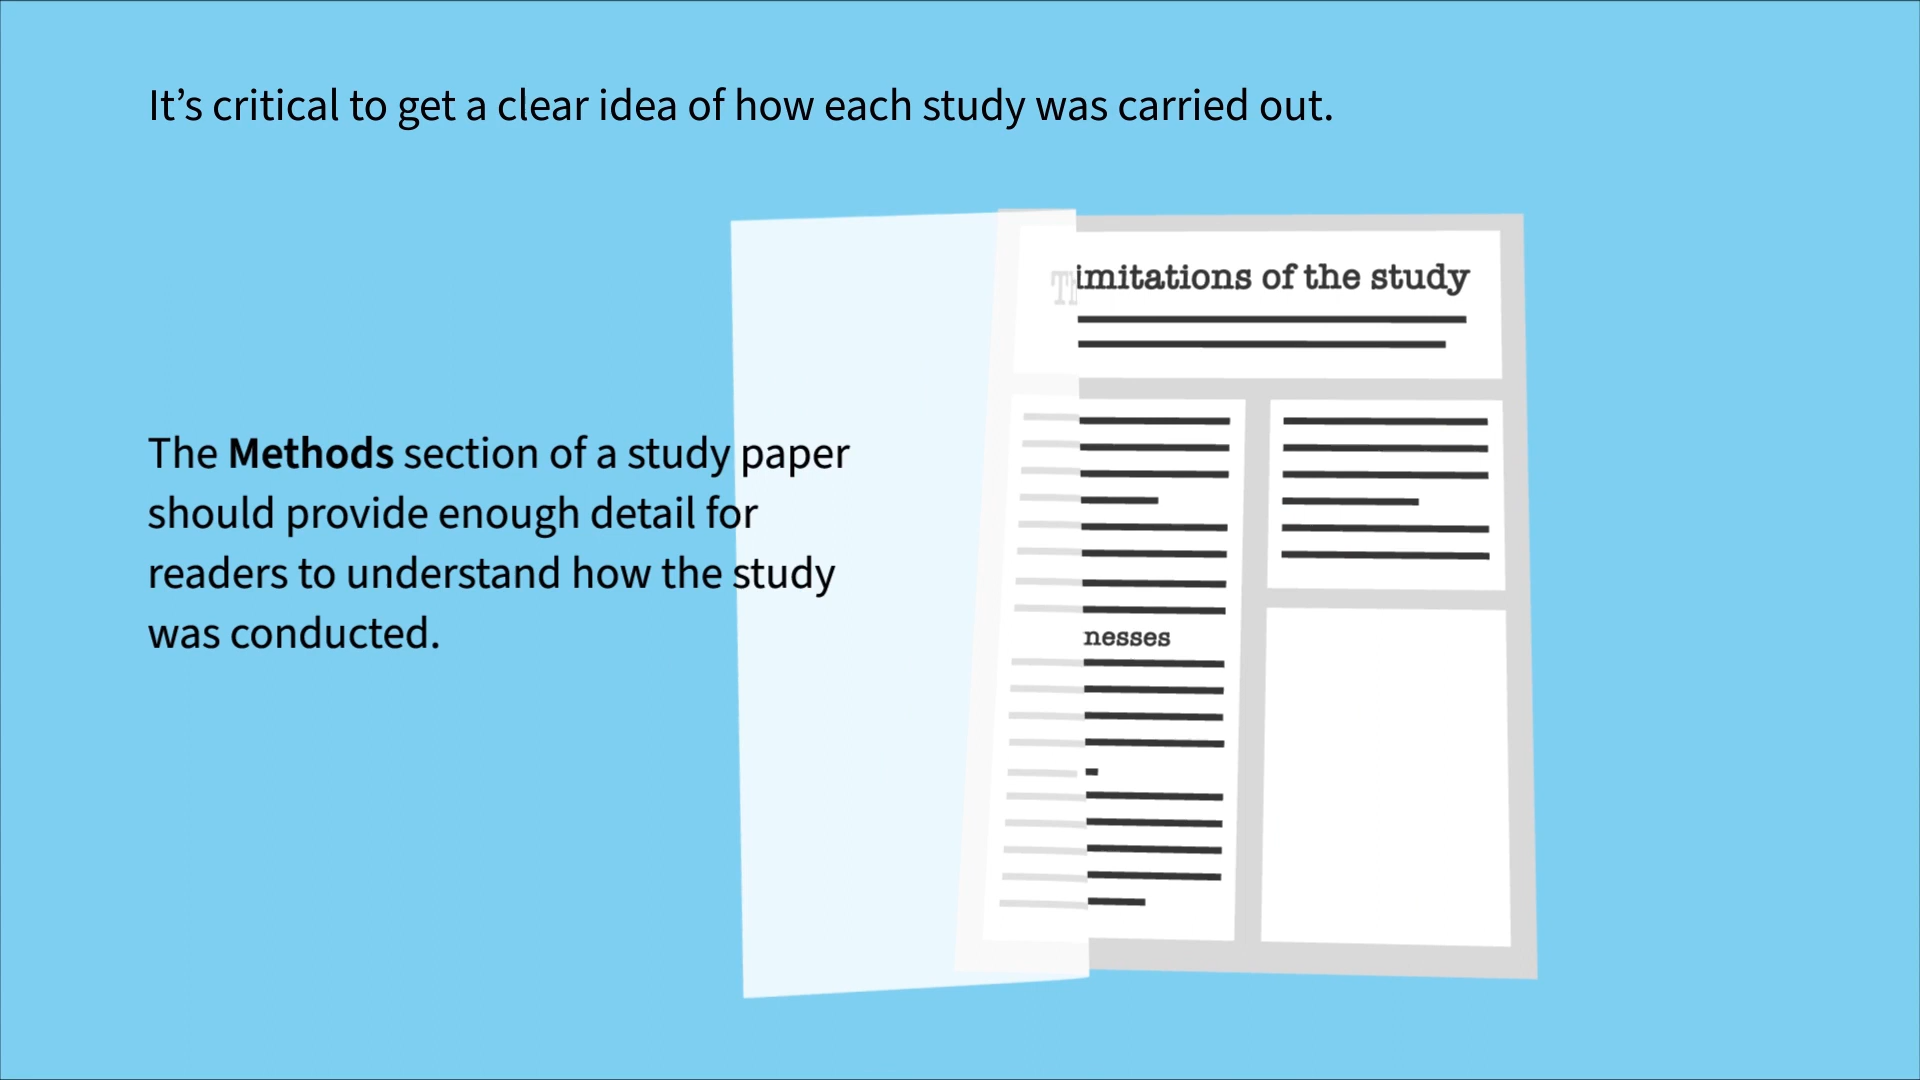 It’s critical to get a clear idea of how each study was carried out.
The Methods section of a study paper
should provide enough detail for
readers to understand how the study
was conducted.
imitations of the study
nesses